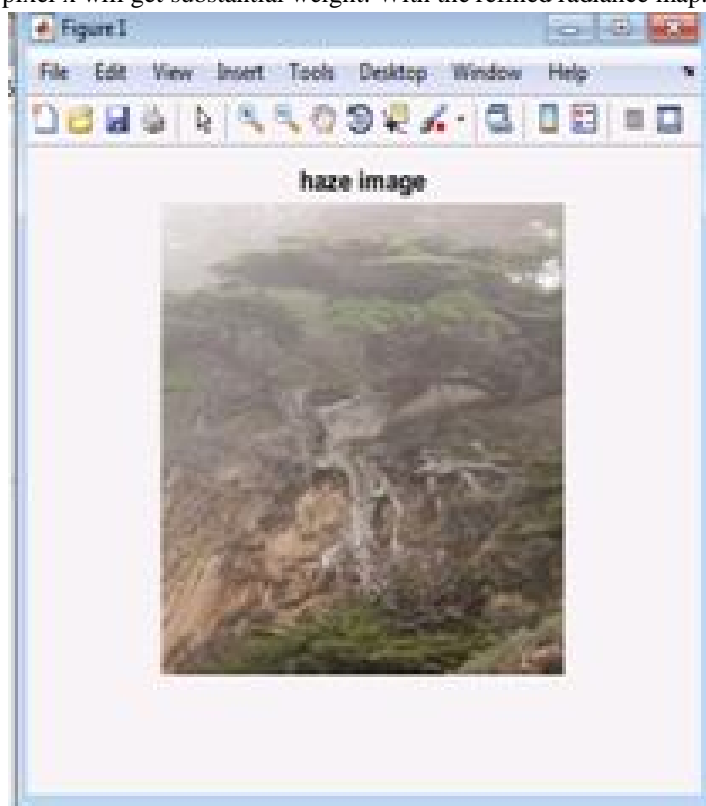 pixel x will get substantial weight. With the refined radiance map.
Figure 1
File Edit View Insert Tools Desktop Window Help
haze image